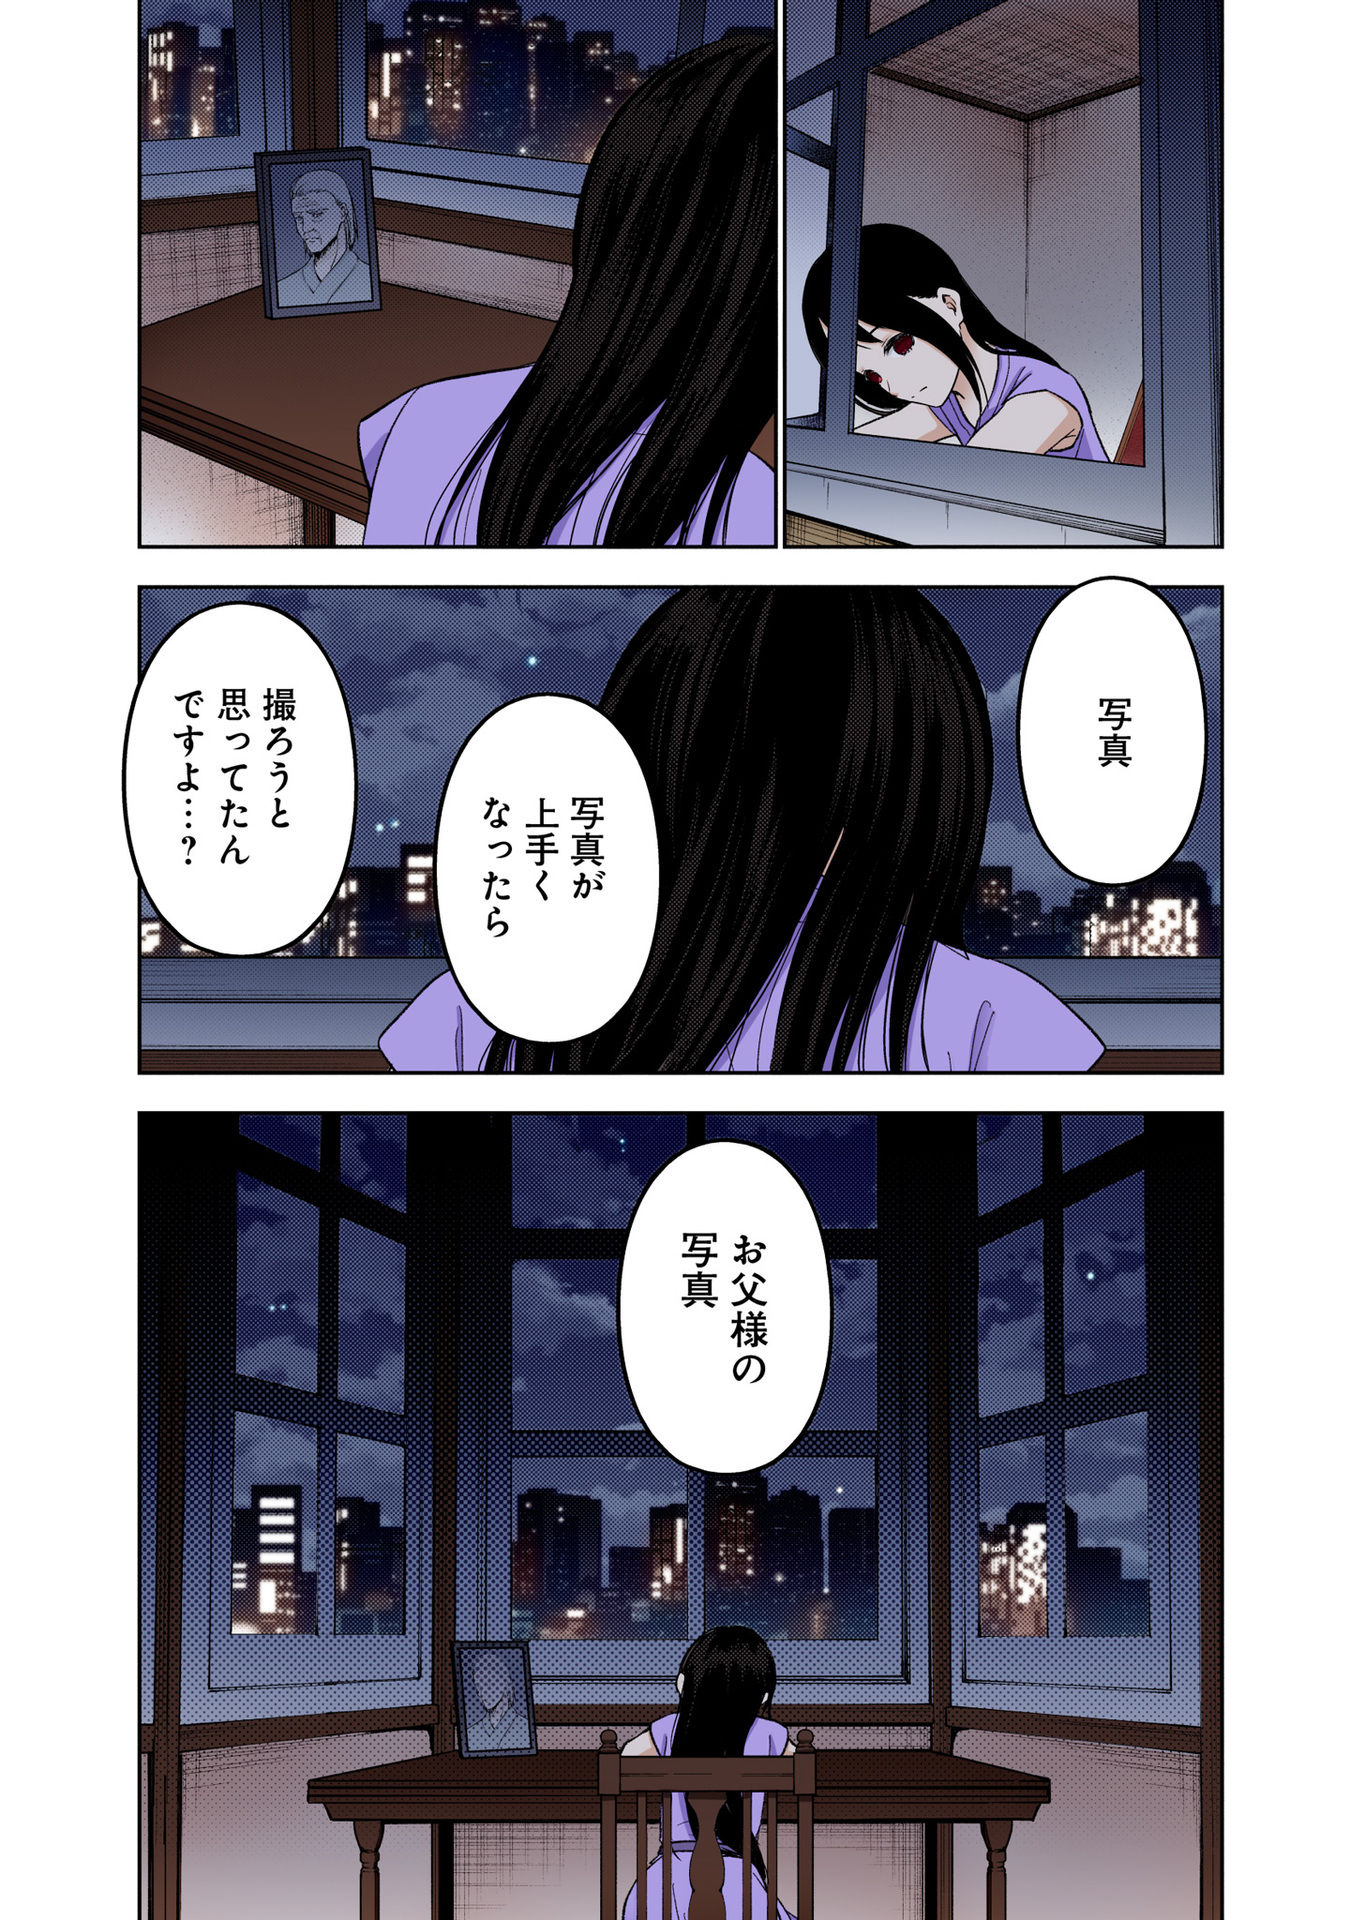 写真
写真が
上手く
なったら
撮ろうと
思ってたん
ですよ…?
お父様の
写真